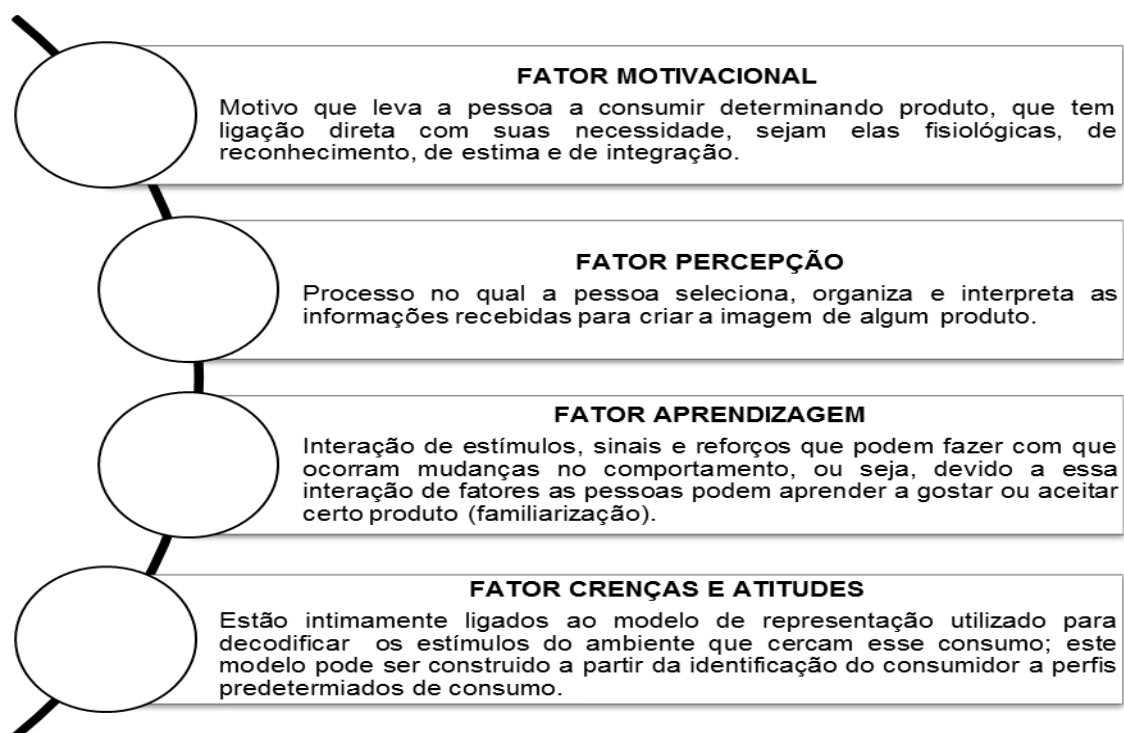 FATOR MOTIVACIONAL
Motivo que leva a pessoa a consumir determinando produto, que tem
ligação direta com suas necessidade, sejam elas fisiológicas, de
reconhecimento, de estima e de integração.
FATOR PERCEPÇÃO
Processo no qual a pessoa seleciona, organiza e interpreta as
informações recebidas para criar a imagem de algum produto.
FATOR APRENDIZAGEM
Interação de estímulos, sinais e reforços que podem fazer com que
ocorram mudanças no comportamento, ou seja, devido a essa
interação de fatores as pessoas podem aprender a gostar ou aceitar
certo produto (familiarização).
FATOR CRENÇAS E ATITUDES
Estão intimamente ligados ao modelo de representação utilizado para
decodificar os estímulos do ambiente que cercam esse consumo; este
modelo pode ser construido a partir da identificação do consumidor a perfis
predetermiados de consumo.